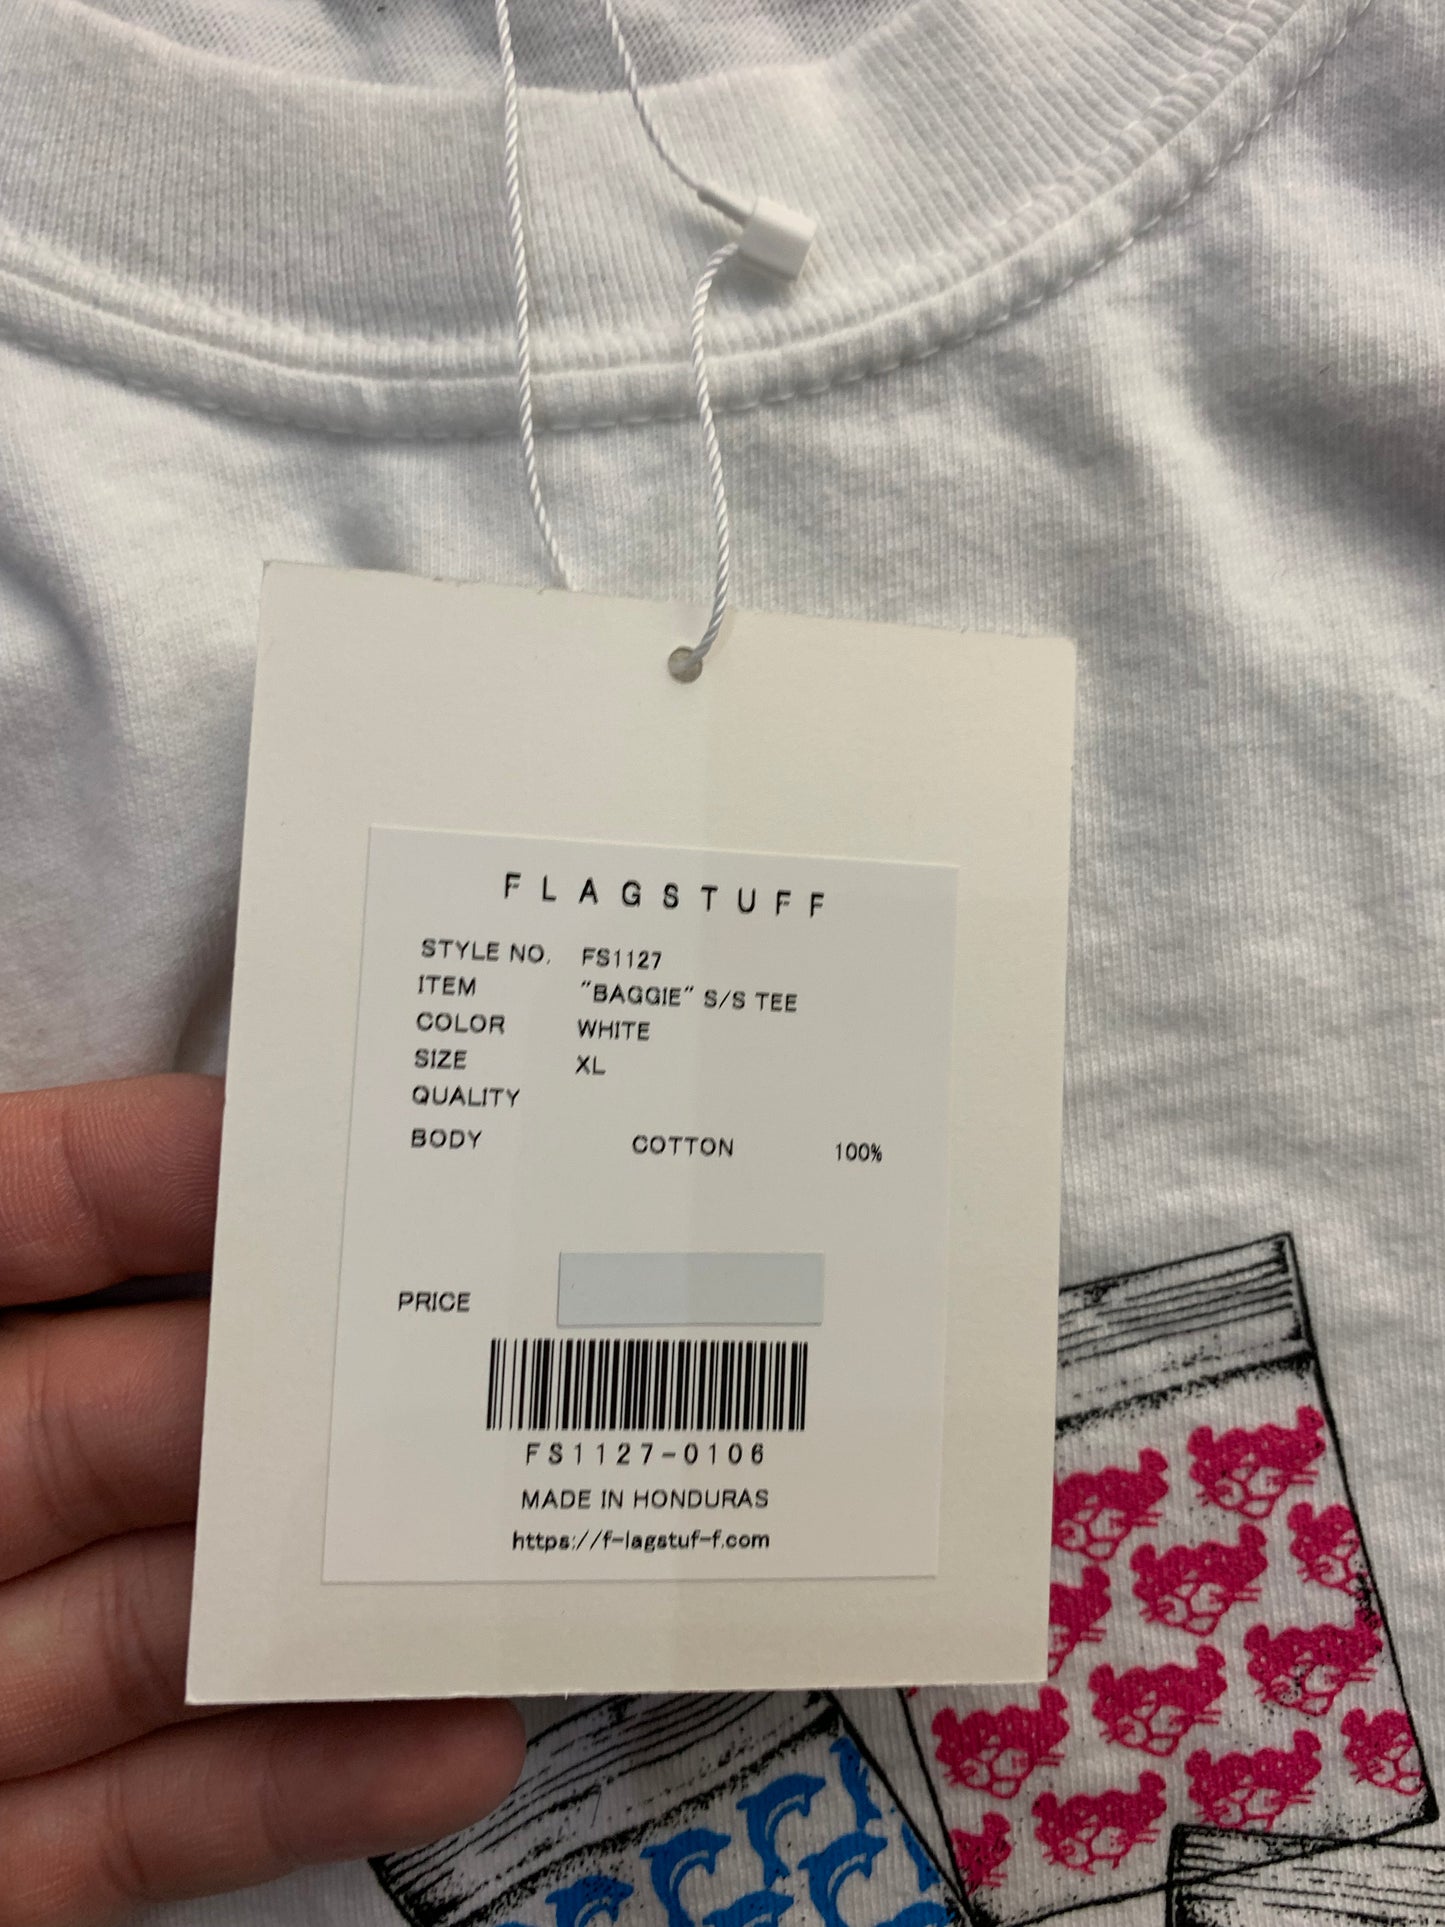 FLAGSTUFF
STYLE NO. FS1127
ITEM "BAGGIE" S/S TEE
COLOR WHITE
SIZE XL
QUALITY
BODY COTTON 100%
PRICE
FS1127-0106
MADE IN HONDURAS
https://f-lagstuf-f.com